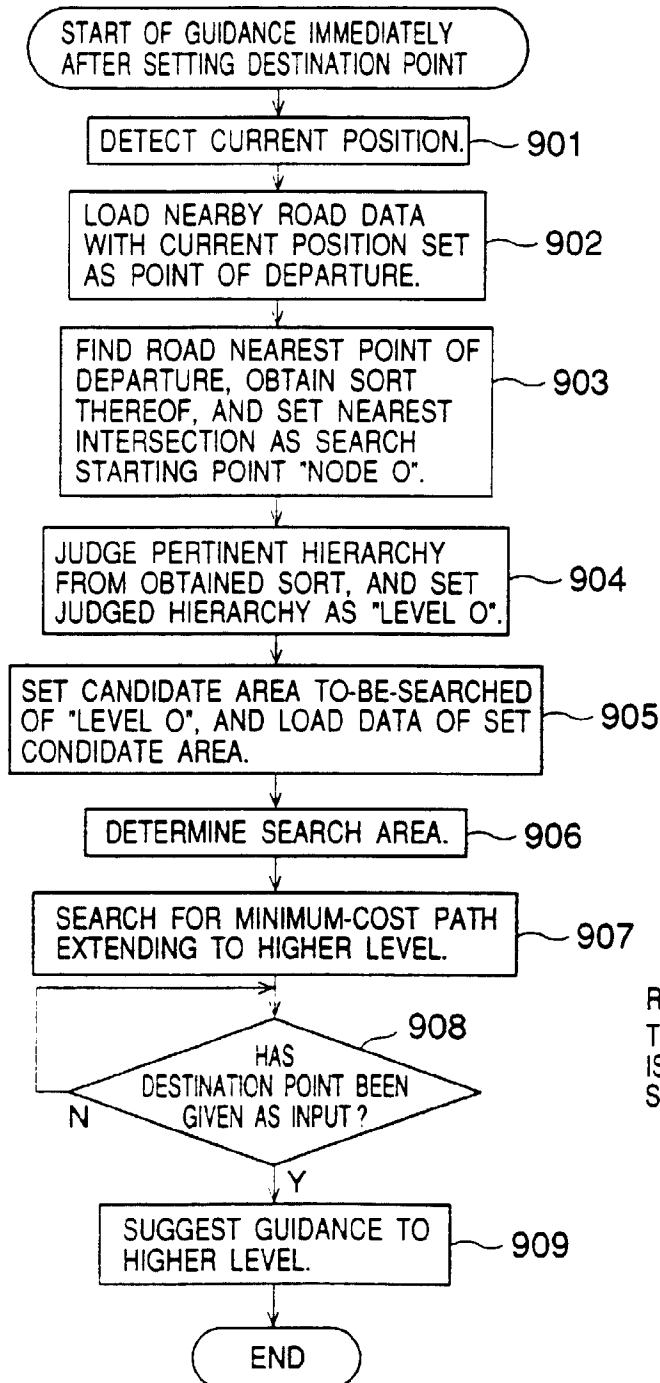 START OF GUIDANCE IMMEDIATELY
AFTER SETTING DESTINATION POINT
DETECT CURRENT POSITION.
901
LOAD NEARBY ROAD DATA
WITH CURRENT POSITION SET
AS POINT OF DEPARTURE.
902
FIND ROAD NEAREST POINT OF
DEPARTURE, OBTAIN SORT
THEREOF, AND SET NEAREST
INTERSECTION AS SEARCH
STARTING POINT "NODE O".
903
JUDGE PERTINENT HIERARCHY
FROM OBTAINED SORT, AND SET
JUDGED HIERARCHY AS "LEVEL O".
904
SET CANDIDATE AREA TO-BE-SEARCHED
OF "LEVEL O", AND LOAD DATA OF SET
CONDIDATE AREA.
905
DETERMINE SEARCH AREA.
906
SEARCH FOR MINIMUM-COST PATH
EXTENDING TO HIGHER LEVEL.
907
908
HAS
DESTINATION POINT BEEN
GIVEN AS INPUT?
N
Y
SUGGEST GUIDANCE TO
HIGHER LEVEL.
909
END